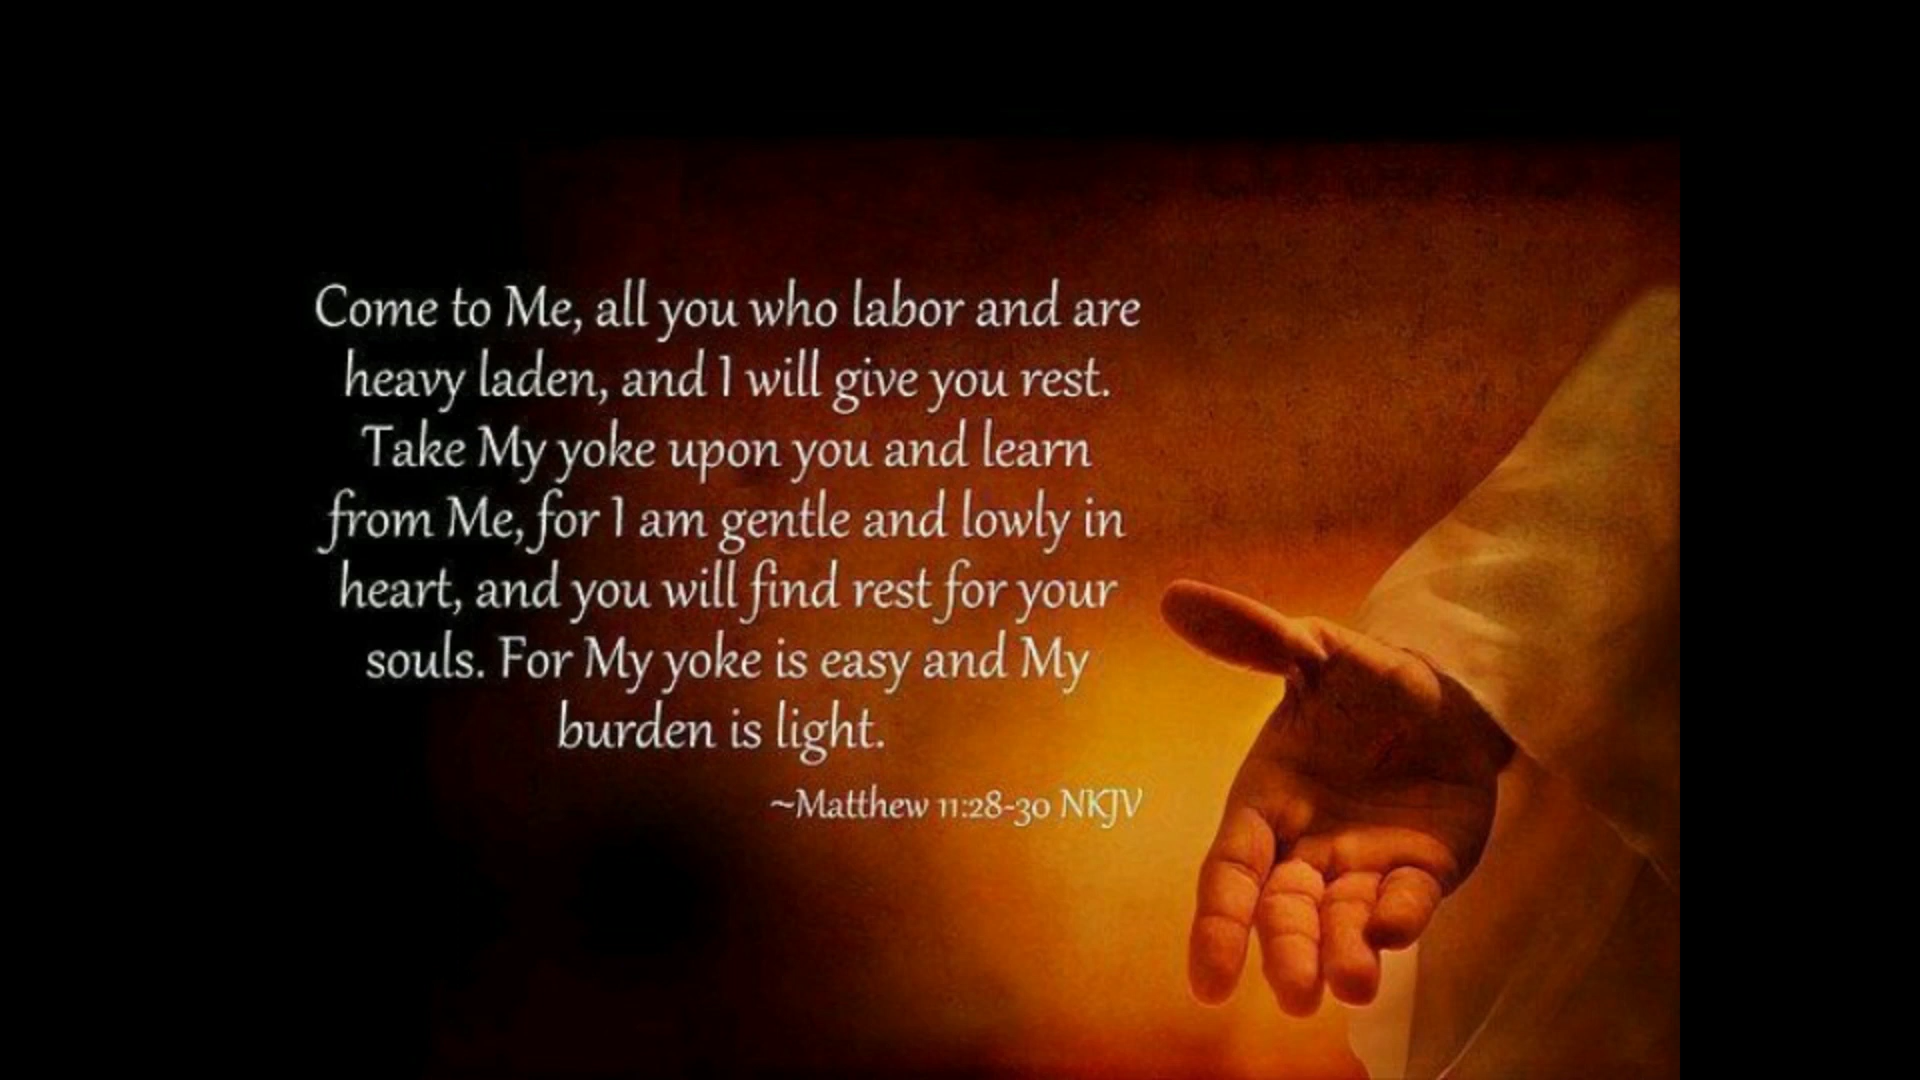 Come to Me, all you who labor and are
heavy laden, and I will give you rest.
Take My yoke upon you and learn
from Me, for I am gentle and lowly in
heart, and you will find rest for your
souls. For My yoke is easy and My
burden is light.
~Matthew 11:28-30 NKJV